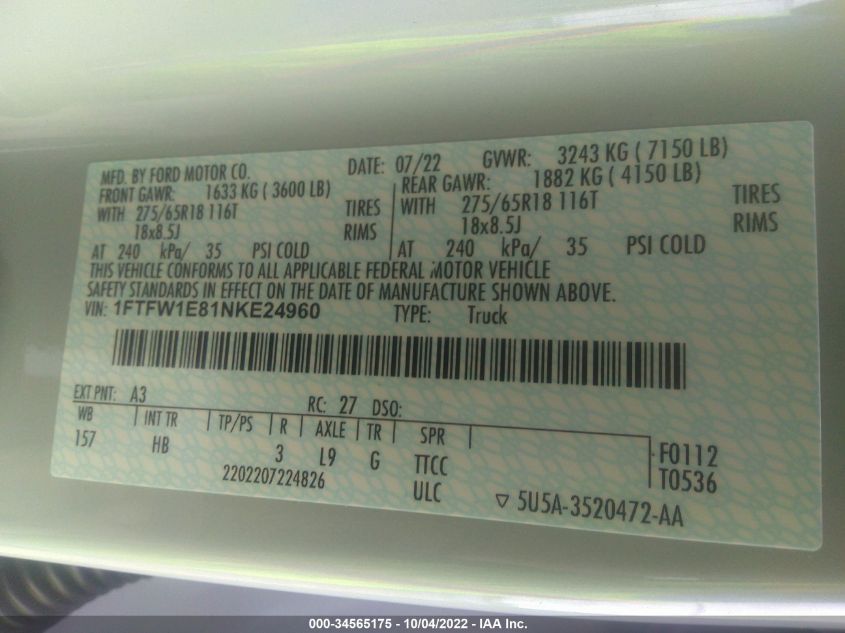 MFD. BY FORD MOTOR CO. DATE: 07/22 GVWR: 3243 KG ( 7150 LB)
FRONT GAWR: 1633 KG ( 3600 LB) REAR GAWR: 1882 KG ( 4150 LB)
WITH 275/65R18 116T TIRES WITH 275/65R18 116T TIRES
18x8.5J RIMS 18x8.5J RIMS
AT 240 kPa/ 35 PSI COLD AT 240 kPa/ 35 PSI COLD
THIS VEHICLE CONFORMS TO ALL APPLICABLE FEDERAL MOTOR VEHICLE
SAFETY STANDARDS IN EFFECT ON THE DATE OF MANUFACTURE SHOWN ABOVE.
VIN: 1FTFW1E81NKE24960 TYPE: Truck
EXT PNT: A3 RC: 27 DSO:
WB INT TR TP/PS R AXLE TR SPR
157 HB 3 L9 G TTCC F0112
2202207224826 ULC T0536
5U5A-3520472-AA
000-34565175 - 10/04/2022 - IAA Inc.